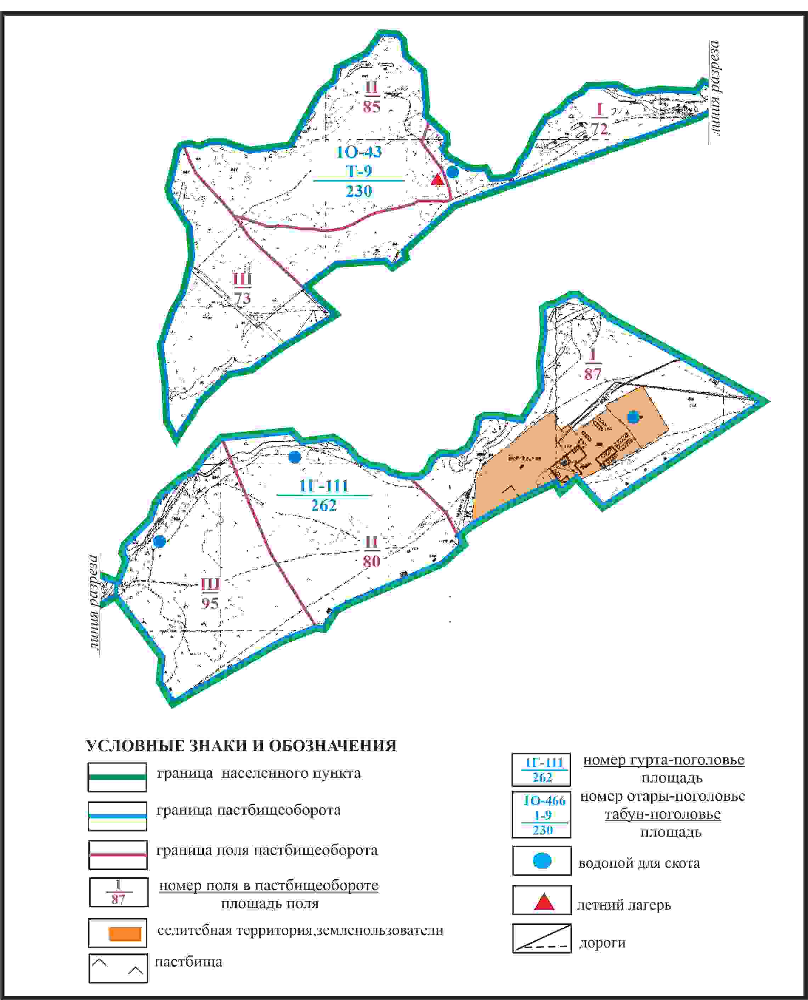 линия разреза
II
85
I
72
1О-43
Т-9
230
III
73
I
87
1Г-111
262
II
80
III
95
линия разреза
УСЛОВНЫЕ ЗНАКИ И ОБОЗНАЧЕНИЯ
граница населенного пункта
граница пастбищеоборота
граница поля пастбищеоборота
I
87
номер поля в пастбищеобороте
площадь поля
селитебная территория,землепользователи
пастбища
1Г-111
262
номер гурта-поголовье
площадь
1О-466
1-9
230
номер отары-поголовье
табун-поголовье
площадь
водопой для скота
летний лагерь
дороги